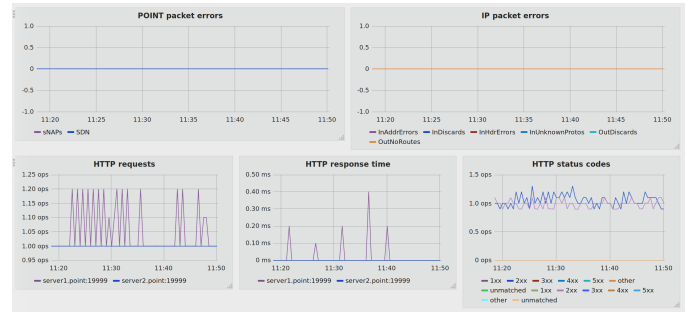 POINT packet errors
1.0
0.5
0
-0.5
-1.0
11:20 11:25 11:30 11:35 11:40 11:45 11:50
sNAPs SDN
IP packet errors
1.0
0.5
0
-0.5
-1.0
11:20 11:25 11:30 11:35 11:40 11:45 11:50
InAddrErrors InDiscards InHdrErrors InUnknownProtos OutDiscards
OutNoRoutes
HTTP requests
1.25 ops
1.20 ops
1.15 ops
1.10 ops
1.05 ops
1.00 ops
0.95 ops
11:20 11:30 11:40 11:50
server1.point:19999 server2.point:19999
HTTP response time
0.50 ms
0.40 ms
0.30 ms
0.20 ms
0.10 ms
0 ms
11:20 11:30 11:40 11:50
server1.point:19999 server2.point:19999
HTTP status codes
1.5 ops
1.0 ops
0.5 ops
0 ops
11:20 11:30 11:40 11:50
1xx 2xx 3xx 4xx 5xx other
unmatched 1xx 2xx 3xx 4xx 5xx
other unmatched